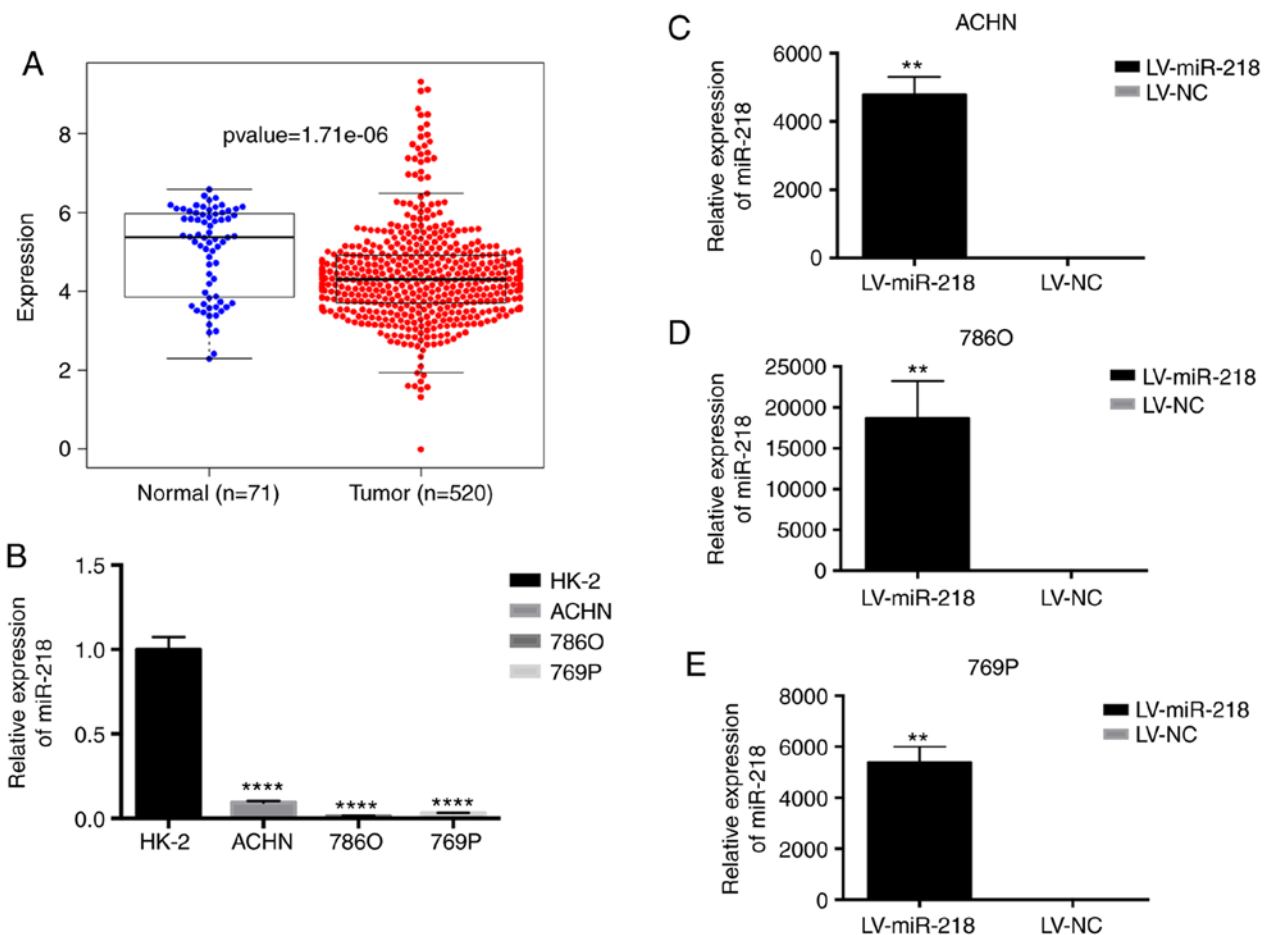 A
pvalue=1.71e-06
Expression
8
6
4
2
0
Normal (n=71)
Tumor (n=520)
B
Relative expression
of miR-218
1.5
1.0
0.5
0.0
****
****
****
HK-2
ACHN
786O
769P
HK-2
ACHN
786O
769P
C
ACHN
Relative expression
of miR-218
6000
4000
2000
0
**
LV-miR-218
LV-NC
LV-miR-218
LV-NC
D
786O
Relative expression
of miR-218
25000
20000
15000
10000
5000
0
**
LV-miR-218
LV-NC
LV-miR-218
LV-NC
E
769P
Relative expression
of miR-218
8000
6000
4000
2000
0
**
LV-miR-218
LV-NC
LV-miR-218
LV-NC